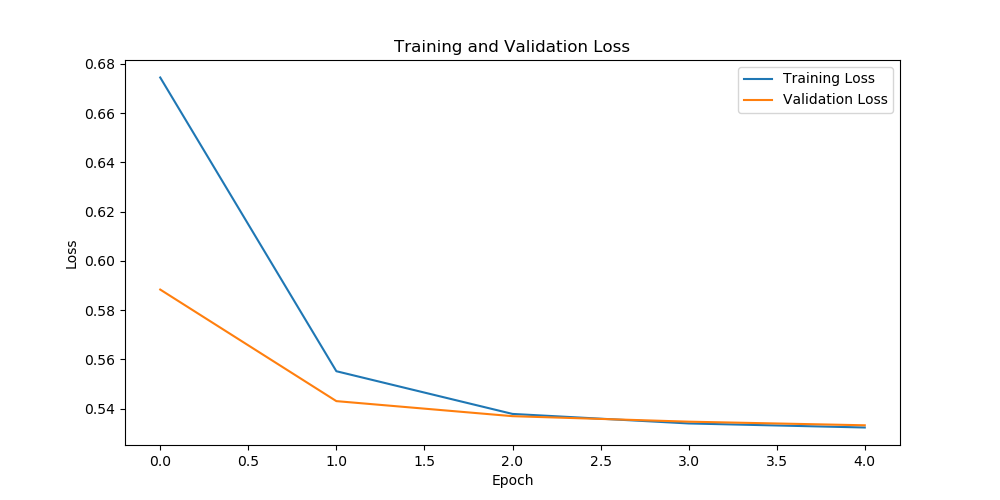 Training and Validation Loss
Training Loss
Validation Loss
0.68
0.66
0.64
0.62
0.60
0.58
0.56
0.54
Loss
0.0 0.5 1.0 1.5 2.0 2.5 3.0 3.5 4.0
Epoch